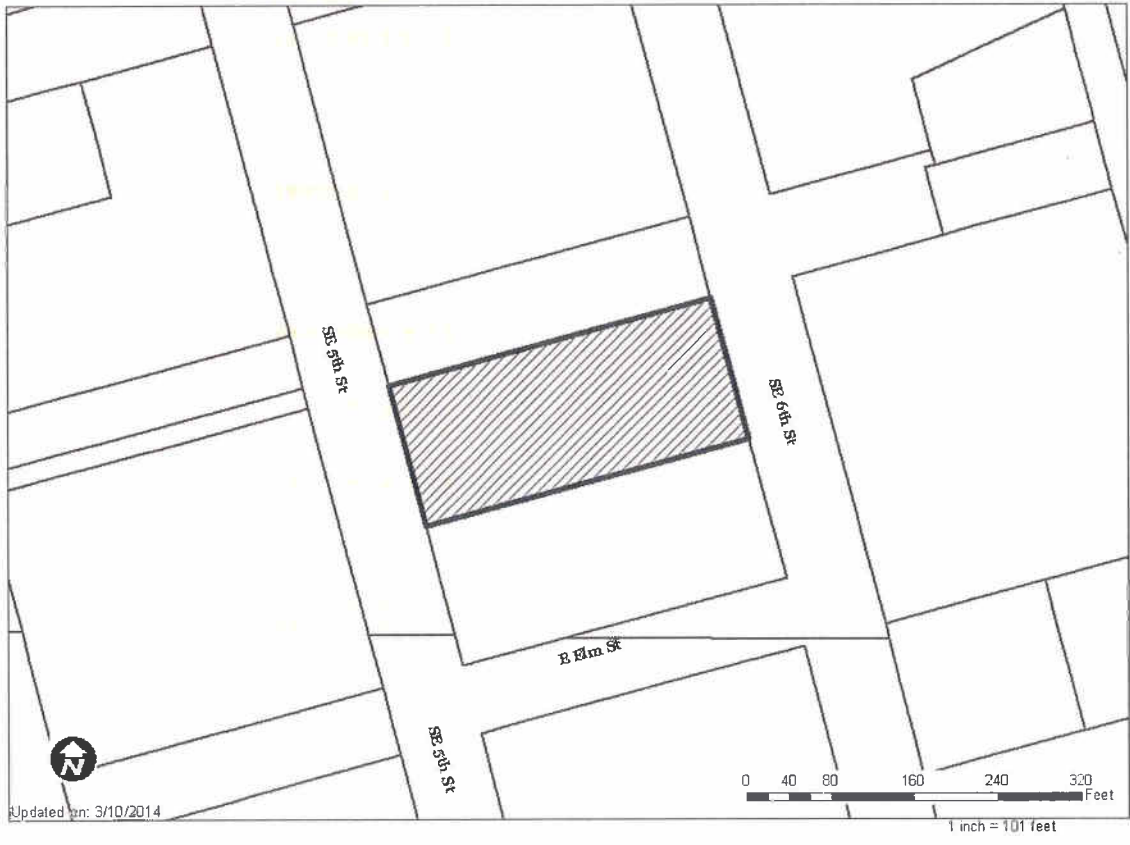 SE 5th St
SE 6th St
E Elm St
SE 5th St
N
Updated on: 3/10/2014
0 40 80 160 240 320
Feet
1 inch = 101 feet